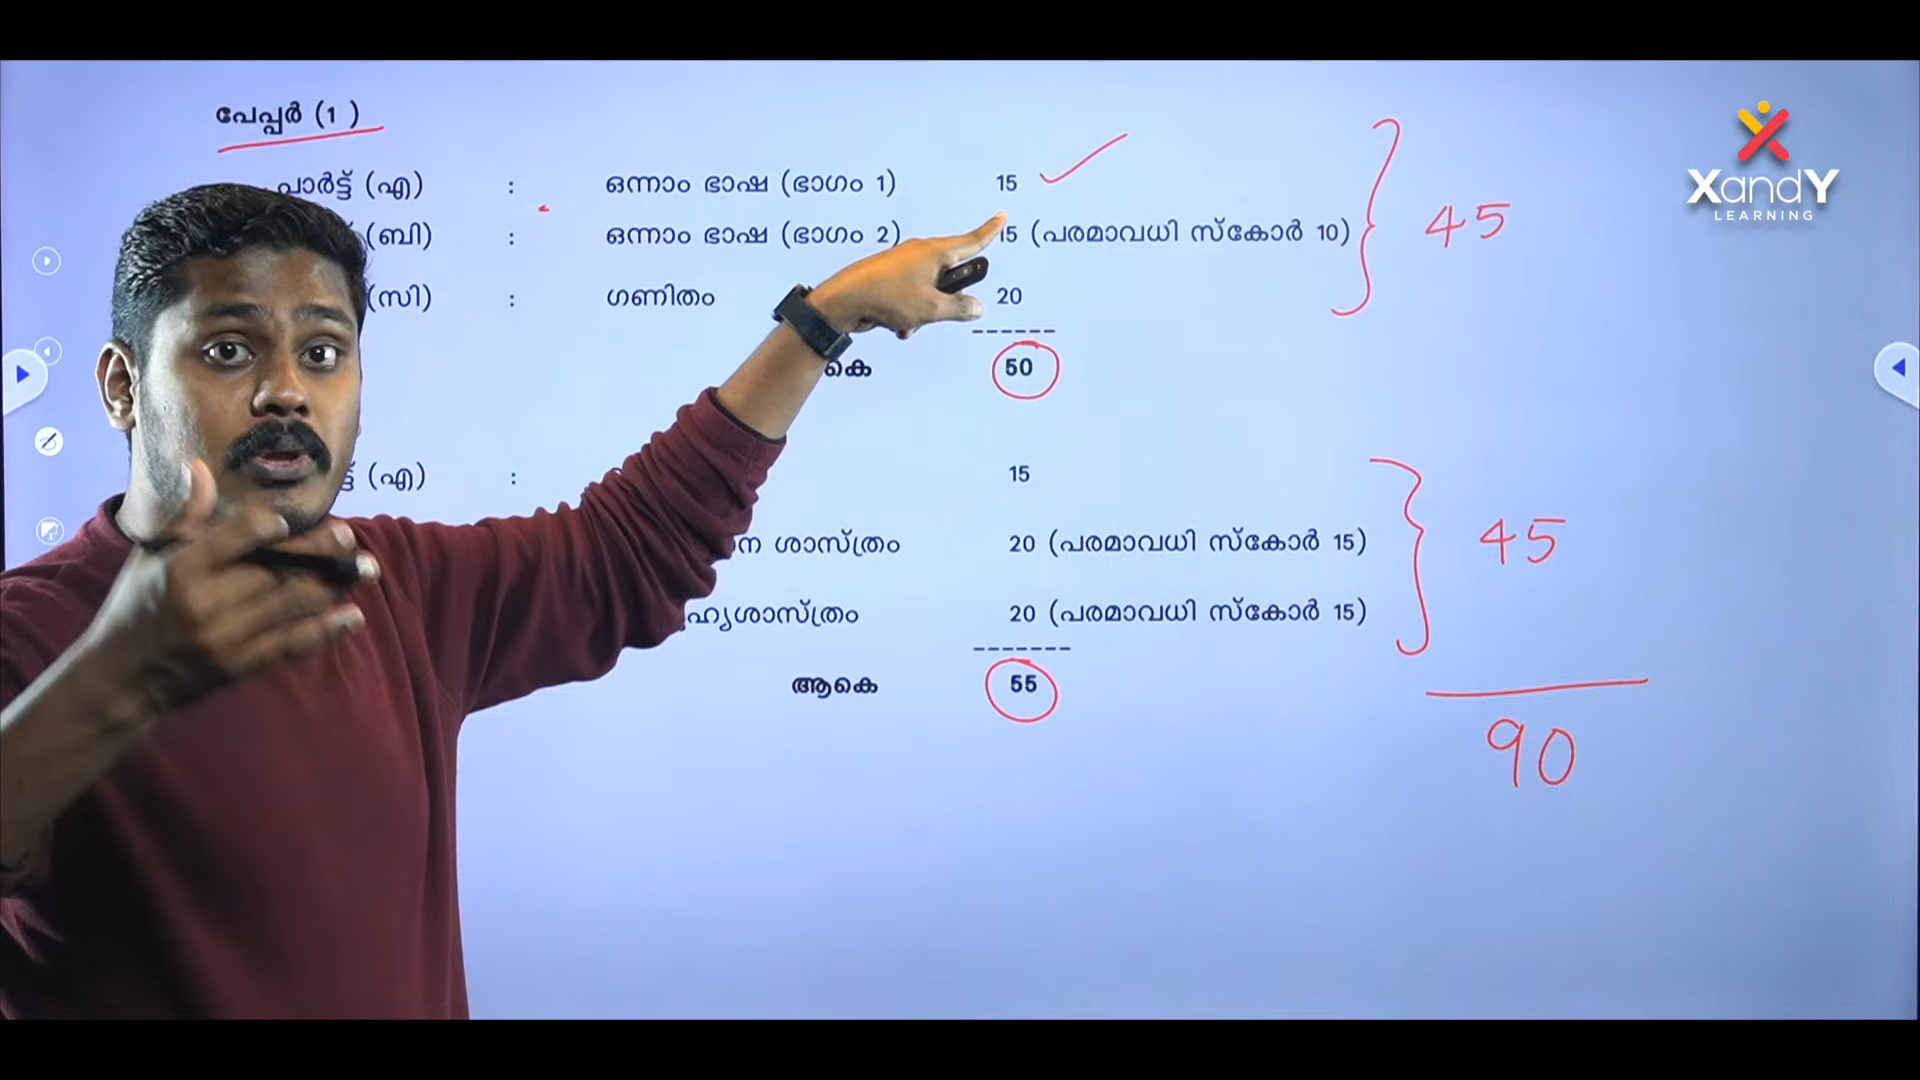 പേപ്പർ (1 )
XandY
LEARNING
പാർട്ട് (എ) : ഒന്നാം ഭാഷ (ഭാഗം 1) 15
(ബി) : ഒന്നാം ഭാഷ (ഭാഗം 2) 15 (പരമാവധി സ്കോർ 10)
45
(സി) : ഗണിതം 20
50
(എ) : 15
20 (പരമാവധി സ്കോർ 15)
ശാസ്ത്രം
45
20 (പരമാവധി സ്കോർ 15)
ആകെ 55
90